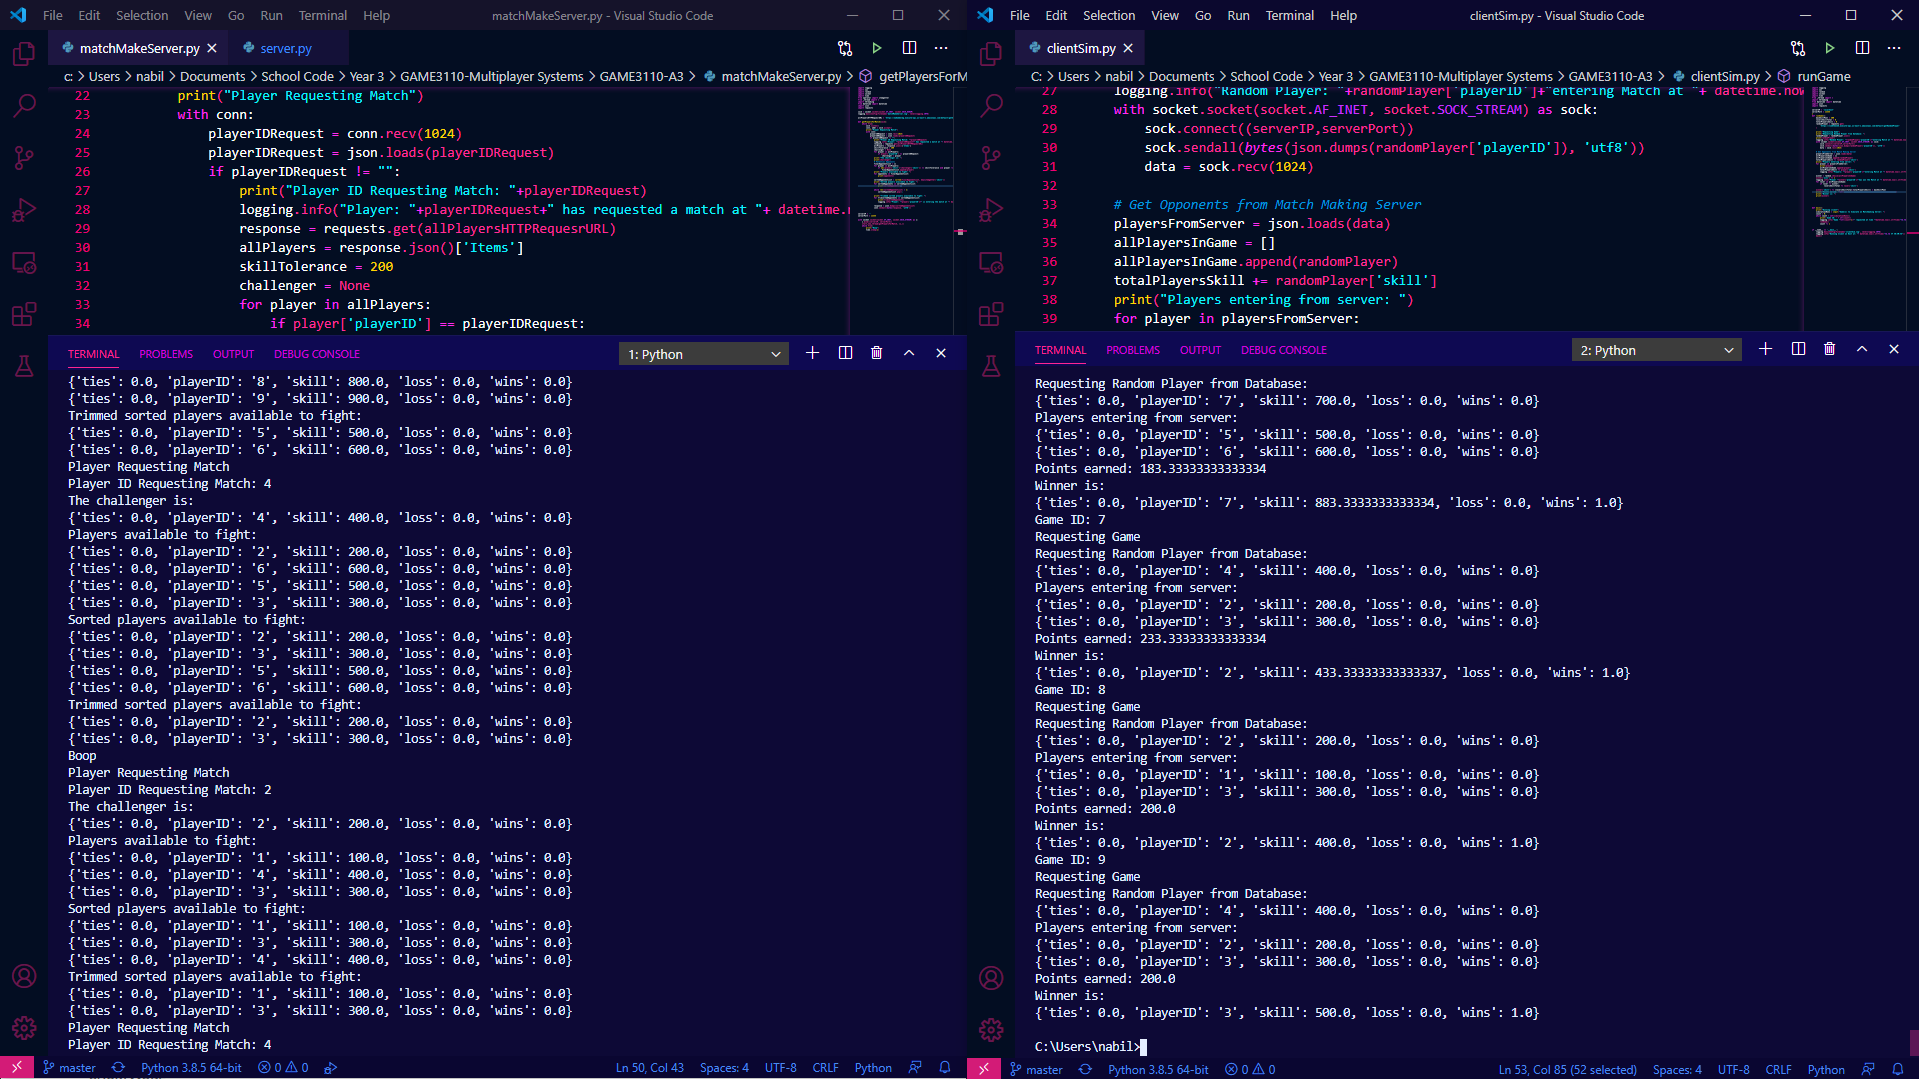 File Edit Selection View Go Run Terminal Help matchMakeServer.py - Visual Studio Code
matchMakeServer.py server.py
c: > Users > nabil > Documents > School Code > Year 3 > GAME3110-Multiplayer Systems > GAME3110-A3 > matchMakeServer.py > getPlayersForM
22 print("Player Requesting Match")
23 with conn:
24 playerIDRequest = conn.recv(1024)
25 playerIDRequest = json.loads(playerIDRequest)
26 if playerIDRequest != "":
27 print("Player ID Requesting Match: "+playerIDRequest)
28 logging.info("Player: "+playerIDRequest+" has requested a match at "+ datetime.
29 response = requests.get(allPlayersHTTPRequesrURL)
30 allPlayers = response.json()['Items']
31 skillTolerance = 200
32 challenger = None
33 for player in allPlayers:
34 if player['playerID'] == playerIDRequest:
TERMINAL PROBLEMS OUTPUT DEBUG CONSOLE 1: Python
{'ties': 0.0, 'playerID': '8', 'skill': 800.0, 'loss': 0.0, 'wins': 0.0}
{'ties': 0.0, 'playerID': '9', 'skill': 900.0, 'loss': 0.0, 'wins': 0.0}
Trimmed sorted players available to fight:
{'ties': 0.0, 'playerID': '5', 'skill': 500.0, 'loss': 0.0, 'wins': 0.0}
{'ties': 0.0, 'playerID': '6', 'skill': 600.0, 'loss': 0.0, 'wins': 0.0}
Player Requesting Match
Player ID Requesting Match: 4
The challenger is:
{'ties': 0.0, 'playerID': '4', 'skill': 400.0, 'loss': 0.0, 'wins': 0.0}
Players available to fight:
{'ties': 0.0, 'playerID': '2', 'skill': 200.0, 'loss': 0.0, 'wins': 0.0}
{'ties': 0.0, 'playerID': '6', 'skill': 600.0, 'loss': 0.0, 'wins': 0.0}
{'ties': 0.0, 'playerID': '5', 'skill': 500.0, 'loss': 0.0, 'wins': 0.0}
{'ties': 0.0, 'playerID': '3', 'skill': 300.0, 'loss': 0.0, 'wins': 0.0}
Sorted players available to fight:
{'ties': 0.0, 'playerID': '2', 'skill': 200.0, 'loss': 0.0, 'wins': 0.0}
{'ties': 0.0, 'playerID': '3', 'skill': 300.0, 'loss': 0.0, 'wins': 0.0}
{'ties': 0.0, 'playerID': '5', 'skill': 500.0, 'loss': 0.0, 'wins': 0.0}
{'ties': 0.0, 'playerID': '6', 'skill': 600.0, 'loss': 0.0, 'wins': 0.0}
Trimmed sorted players available to fight:
{'ties': 0.0, 'playerID': '2', 'skill': 200.0, 'loss': 0.0, 'wins': 0.0}
{'ties': 0.0, 'playerID': '3', 'skill': 300.0, 'loss': 0.0, 'wins': 0.0}
Boop
Player Requesting Match
Player ID Requesting Match: 2
The challenger is:
{'ties': 0.0, 'playerID': '2', 'skill': 200.0, 'loss': 0.0, 'wins': 0.0}
Players available to fight:
{'ties': 0.0, 'playerID': '1', 'skill': 100.0, 'loss': 0.0, 'wins': 0.0}
{'ties': 0.0, 'playerID': '4', 'skill': 400.0, 'loss': 0.0, 'wins': 0.0}
{'ties': 0.0, 'playerID': '3', 'skill': 300.0, 'loss': 0.0, 'wins': 0.0}
Sorted players available to fight:
{'ties': 0.0, 'playerID': '1', 'skill': 100.0, 'loss': 0.0, 'wins': 0.0}
{'ties': 0.0, 'playerID': '3', 'skill': 300.0, 'loss': 0.0, 'wins': 0.0}
{'ties': 0.0, 'playerID': '4', 'skill': 400.0, 'loss': 0.0, 'wins': 0.0}
Trimmed sorted players available to fight:
{'ties': 0.0, 'playerID': '1', 'skill': 100.0, 'loss': 0.0, 'wins': 0.0}
{'ties': 0.0, 'playerID': '3', 'skill': 300.0, 'loss': 0.0, 'wins': 0.0}
Player Requesting Match
Player ID Requesting Match: 4
master Python 3.8.5 64-bit 0 0 Ln 50, Col 43 Spaces: 4 UTF-8 CRLF Python
File Edit Selection View Go Run Terminal Help clientSim.py - Visual Studio Code
clientSim.py
C: > Users > nabil > Documents > School Code > Year 3 > GAME3110-Multiplayer Systems > GAME3110-A3 > clientSim.py > runGame
27 logging.info("Random Player: "+randomPlayer['playerID']+"entering Match at "+ datetime.now
28 with socket.socket(socket.AF_INET, socket.SOCK_STREAM) as sock:
29 sock.connect((serverIP,serverPort))
30 sock.sendall(bytes(json.dumps(randomPlayer['playerID']), 'utf8'))
31 data = sock.recv(1024)
32
33 # Get Opponents from Match Making Server
34 playersFromServer = json.loads(data)
35 allPlayersInGame = []
36 allPlayersInGame.append(randomPlayer)
37 totalPlayersSkill += randomPlayer['skill']
38 print("Players entering from server: ")
39 for player in playersFromServer:
TERMINAL PROBLEMS OUTPUT DEBUG CONSOLE 2: Python
Requesting Random Player from Database:
{'ties': 0.0, 'playerID': '7', 'skill': 700.0, 'loss': 0.0, 'wins': 0.0}
Players entering from server:
{'ties': 0.0, 'playerID': '5', 'skill': 500.0, 'loss': 0.0, 'wins': 0.0}
{'ties': 0.0, 'playerID': '6', 'skill': 600.0, 'loss': 0.0, 'wins': 0.0}
Points earned: 183.33333333333334
Winner is:
{'ties': 0.0, 'playerID': '7', 'skill': 883.3333333333334, 'loss': 0.0, 'wins': 1.0}
Game ID: 7
Requesting Game
Requesting Random Player from Database:
{'ties': 0.0, 'playerID': '4', 'skill': 400.0, 'loss': 0.0, 'wins': 0.0}
Players entering from server:
{'ties': 0.0, 'playerID': '2', 'skill': 200.0, 'loss': 0.0, 'wins': 0.0}
{'ties': 0.0, 'playerID': '3', 'skill': 300.0, 'loss': 0.0, 'wins': 0.0}
Points earned: 233.33333333333334
Winner is:
{'ties': 0.0, 'playerID': '2', 'skill': 433.33333333333337, 'loss': 0.0, 'wins': 1.0}
Game ID: 8
Requesting Game
Requesting Random Player from Database:
{'ties': 0.0, 'playerID': '2', 'skill': 200.0, 'loss': 0.0, 'wins': 0.0}
Players entering from server:
{'ties': 0.0, 'playerID': '1', 'skill': 100.0, 'loss': 0.0, 'wins': 0.0}
{'ties': 0.0, 'playerID': '3', 'skill': 300.0, 'loss': 0.0, 'wins': 0.0}
Points earned: 200.0
Winner is:
{'ties': 0.0, 'playerID': '2', 'skill': 400.0, 'loss': 0.0, 'wins': 1.0}
Game ID: 9
Requesting Game
Requesting Random Player from Database:
{'ties': 0.0, 'playerID': '4', 'skill': 400.0, 'loss': 0.0, 'wins': 0.0}
Players entering from server:
{'ties': 0.0, 'playerID': '2', 'skill': 200.0, 'loss': 0.0, 'wins': 0.0}
{'ties': 0.0, 'playerID': '3', 'skill': 300.0, 'loss': 0.0, 'wins': 0.0}
Points earned: 200.0
Winner is:
{'ties': 0.0, 'playerID': '3', 'skill': 500.0, 'loss': 0.0, 'wins': 1.0}
C:\Users\nabil>
master Python 3.8.5 64-bit 0 0 Ln 53, Col 85 (52 selected) Spaces: 4 UTF-8 CRLF Python